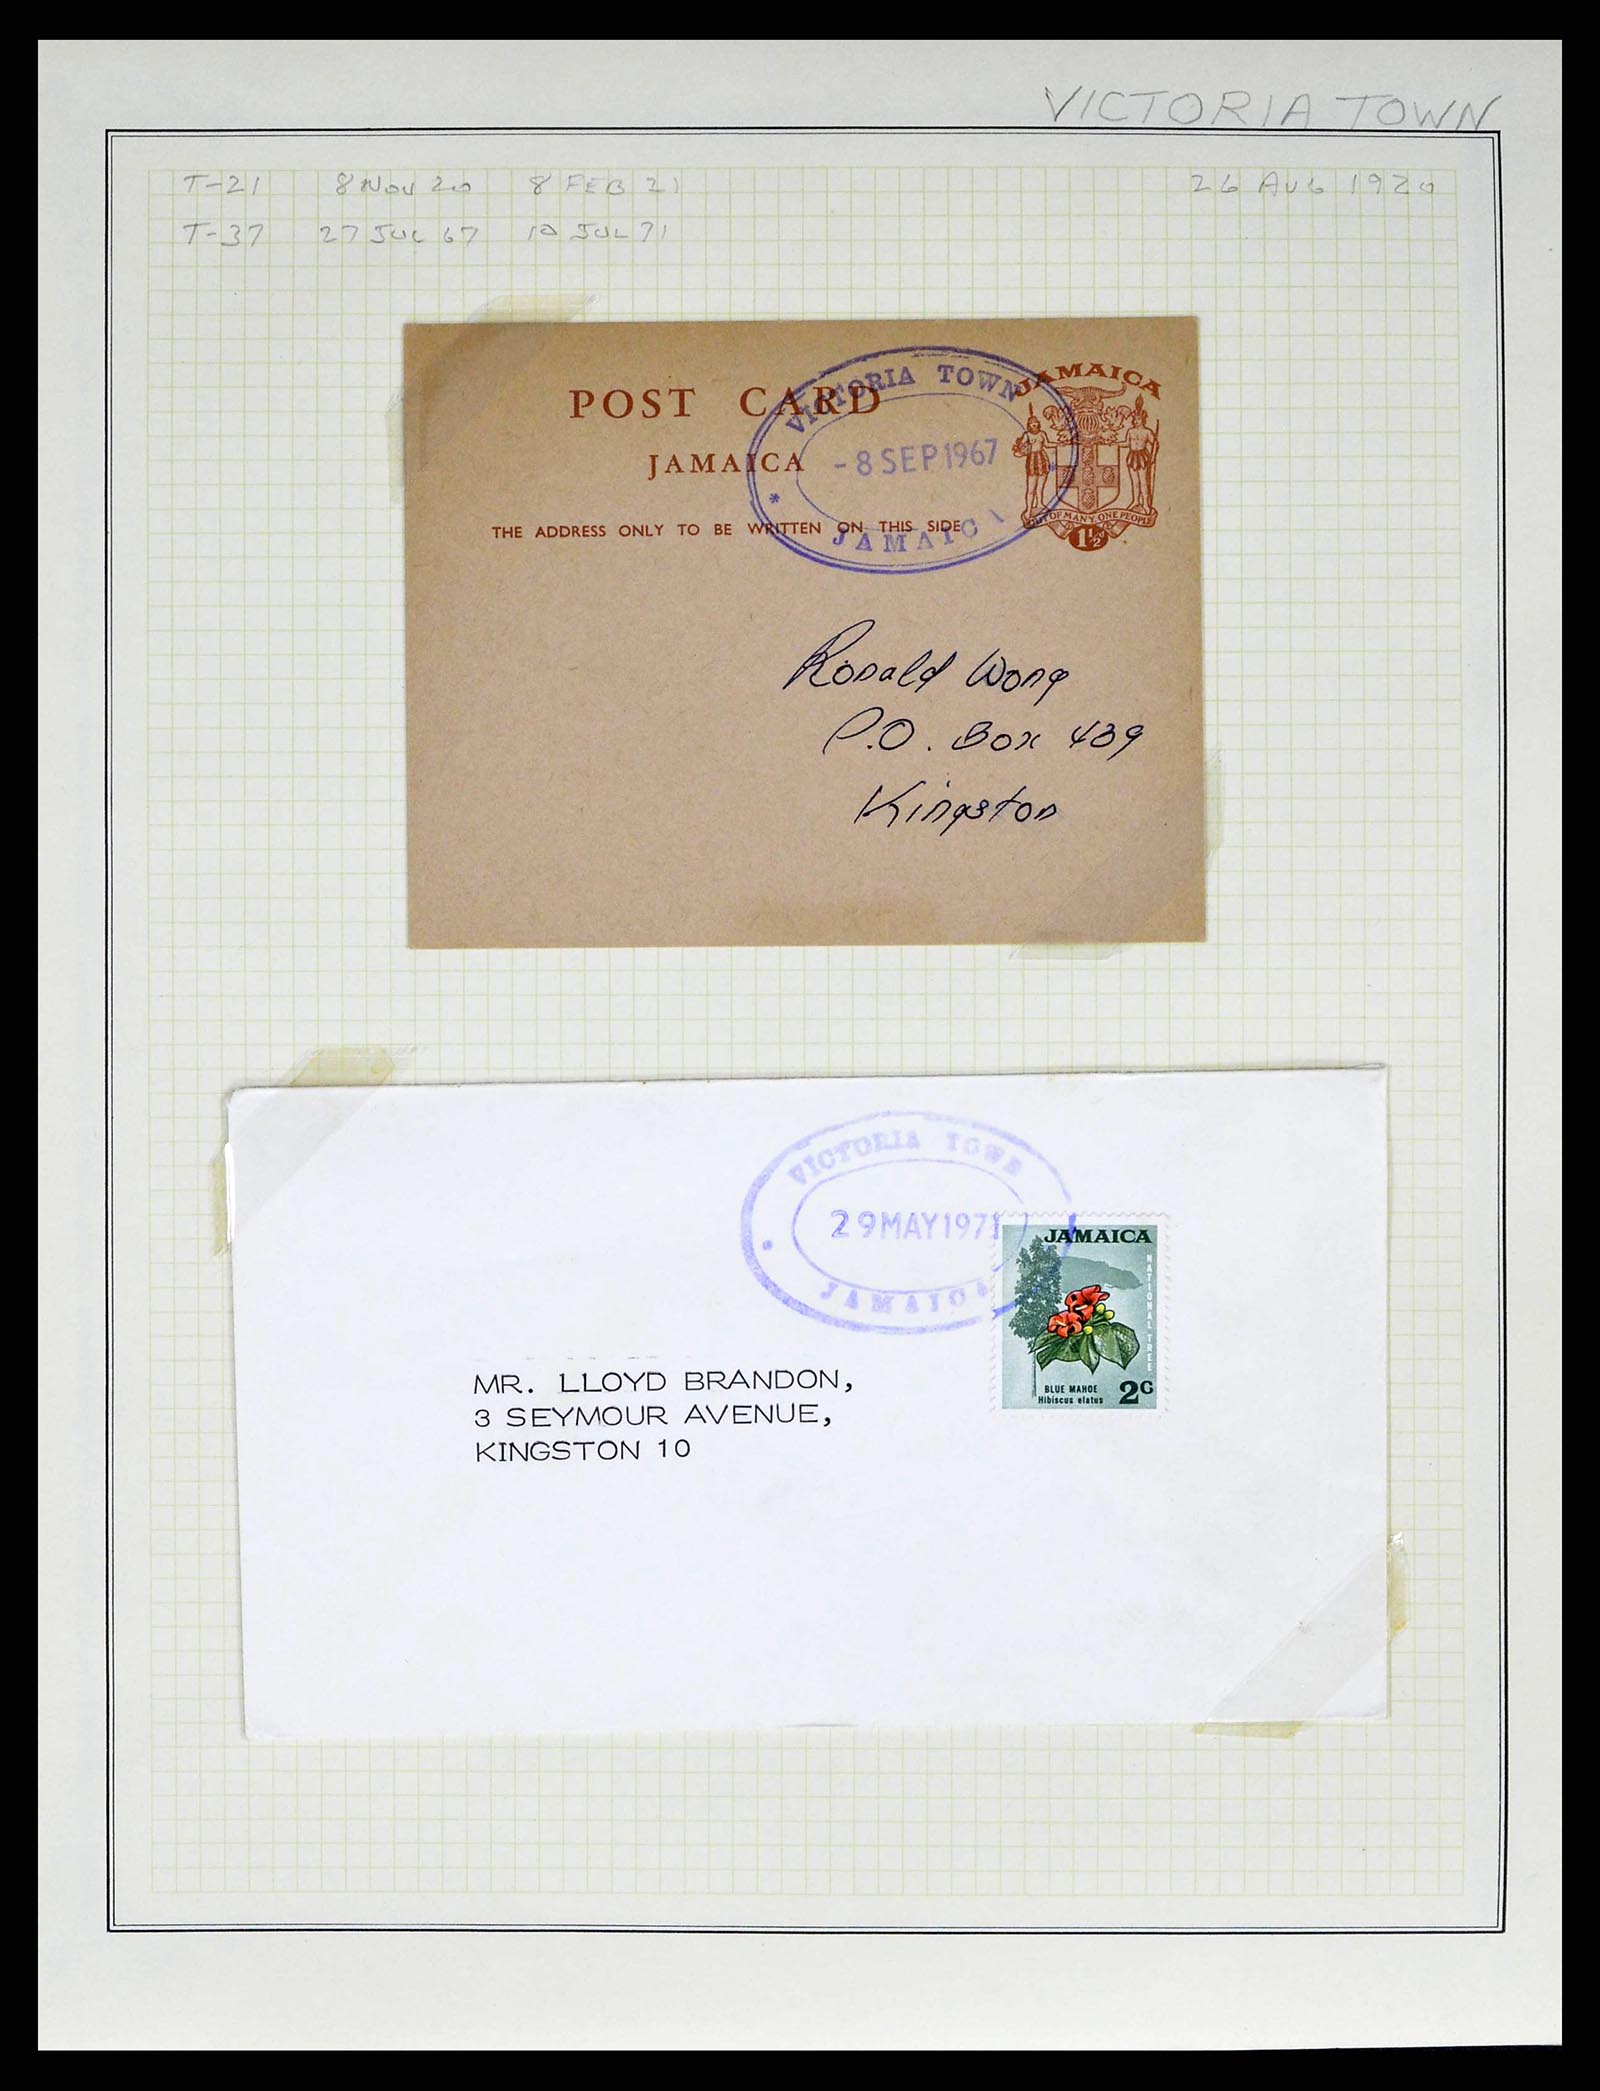 VICTORIA TOWN
T-21 8 NOV 20 8 FEB 21 26 AUG 1920
T-37 27 JUL 67 10 JUL 71
POST CARD
JAMAICA
THE ADDRESS ONLY TO BE WRITTEN ON THIS SIDE
VICTORIA TOWN
-8 SEP 1967
* *
JAMAICA
JAMAICA
OUT OF MANY, ONE PEOPLE
1½d
Ronald Wong
P.O. Box 439
Kingston
VICTORIA TOWN
29 MAY 1971
JAMAICA
JAMAICA
NATIONAL TREE
BLUE MAHOE
Hibiscus elatus
2c
MR. LLOYD BRANDON,
3 SEYMOUR AVENUE,
KINGSTON 10